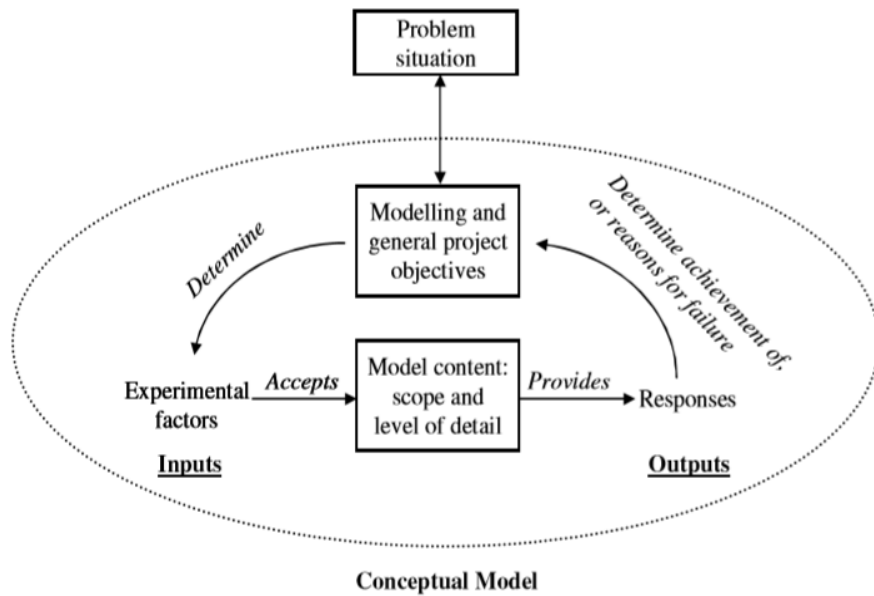 Problem
situation
Modelling and
general project
objectives
Determine
Determine achievement of,
or reasons for failure
Experimental
factors
Accepts
Model content:
scope and
level of detail
Provides
Responses
Inputs
Outputs
Conceptual Model